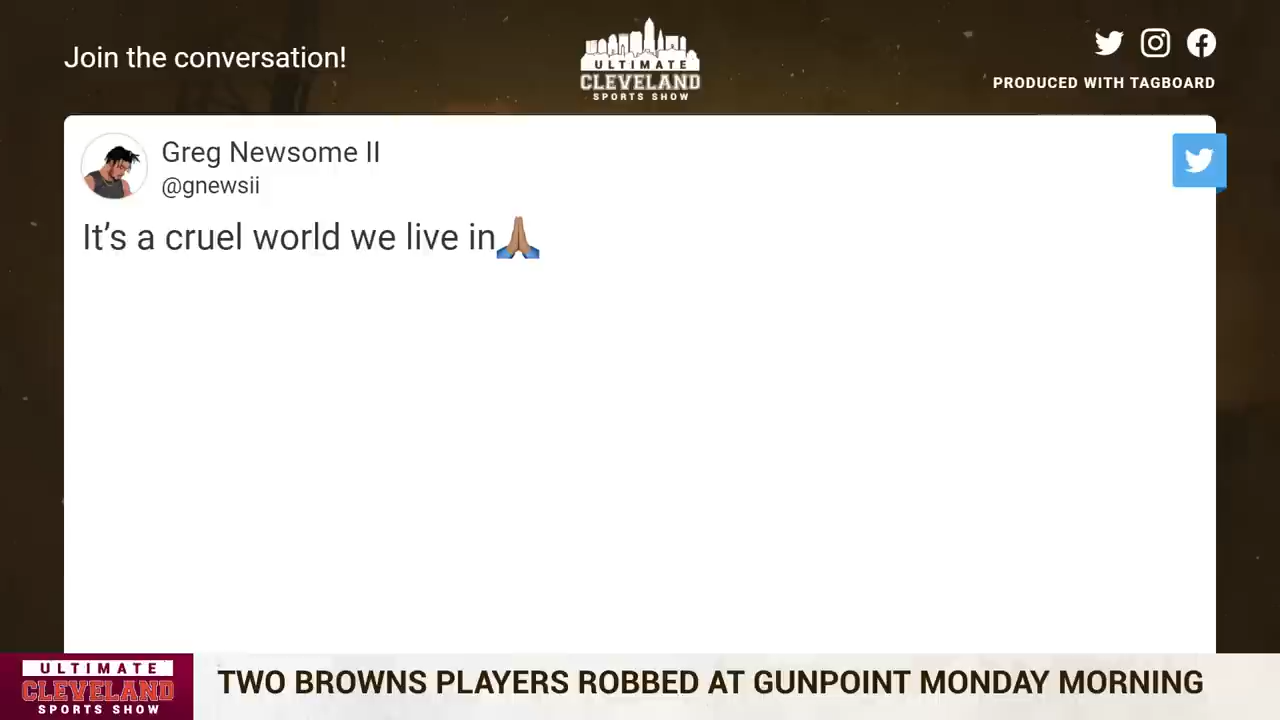 Join the conversation!
ULTIMATE
CLEVELAND
SPORTS SHOW
PRODUCED WITH TAGBOARD
Greg Newsome II
@gnewsii
It’s a cruel world we live in🙏🏽
ULTIMATE
CLEVELAND
SPORTS SHOW
TWO BROWNS PLAYERS ROBBED AT GUNPOINT MONDAY MORNING